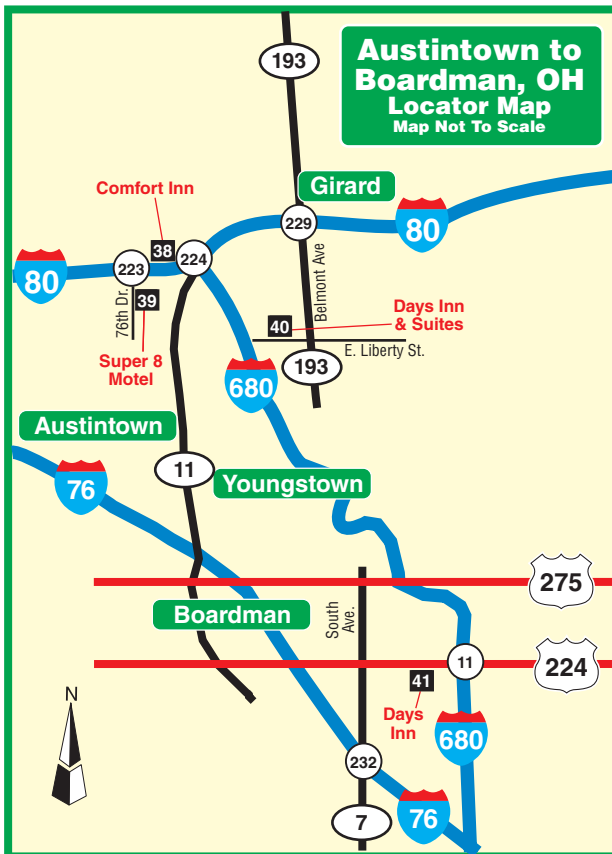 Austintown to
Boardman, OH
Locator Map
Map Not To Scale
193
Girard
Comfort Inn
80
229
38
224
223
80
39
76th Dr.
Belmont Ave
Days Inn
& Suites
40
E. Liberty St.
Super 8
Motel
193
680
Austintown
11
76
Youngstown
275
Boardman
South
Ave.
11
224
41
N
Days
Inn
680
232
76
7